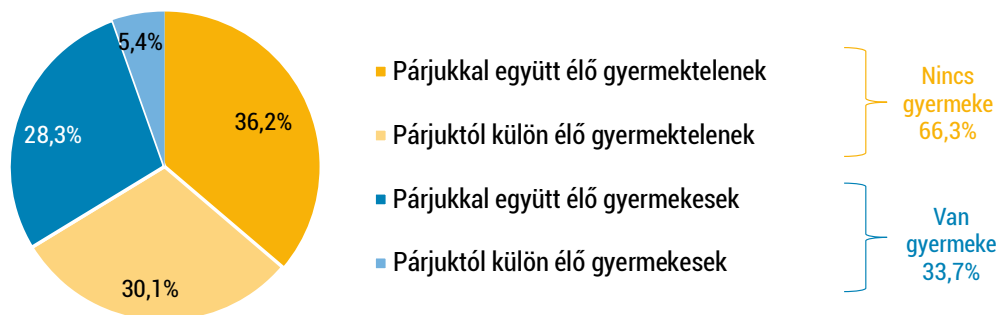 5,4%
36,2%
28,3%
30,1%
Párjukkal együtt élő gyermektelenek
Párjuktól külön élő gyermektelenek
Párjukkal együtt élő gyermekesek
Párjuktól külön élő gyermekesek
Nincs
gyermeke
66,3%
Van
gyermeke
33,7%